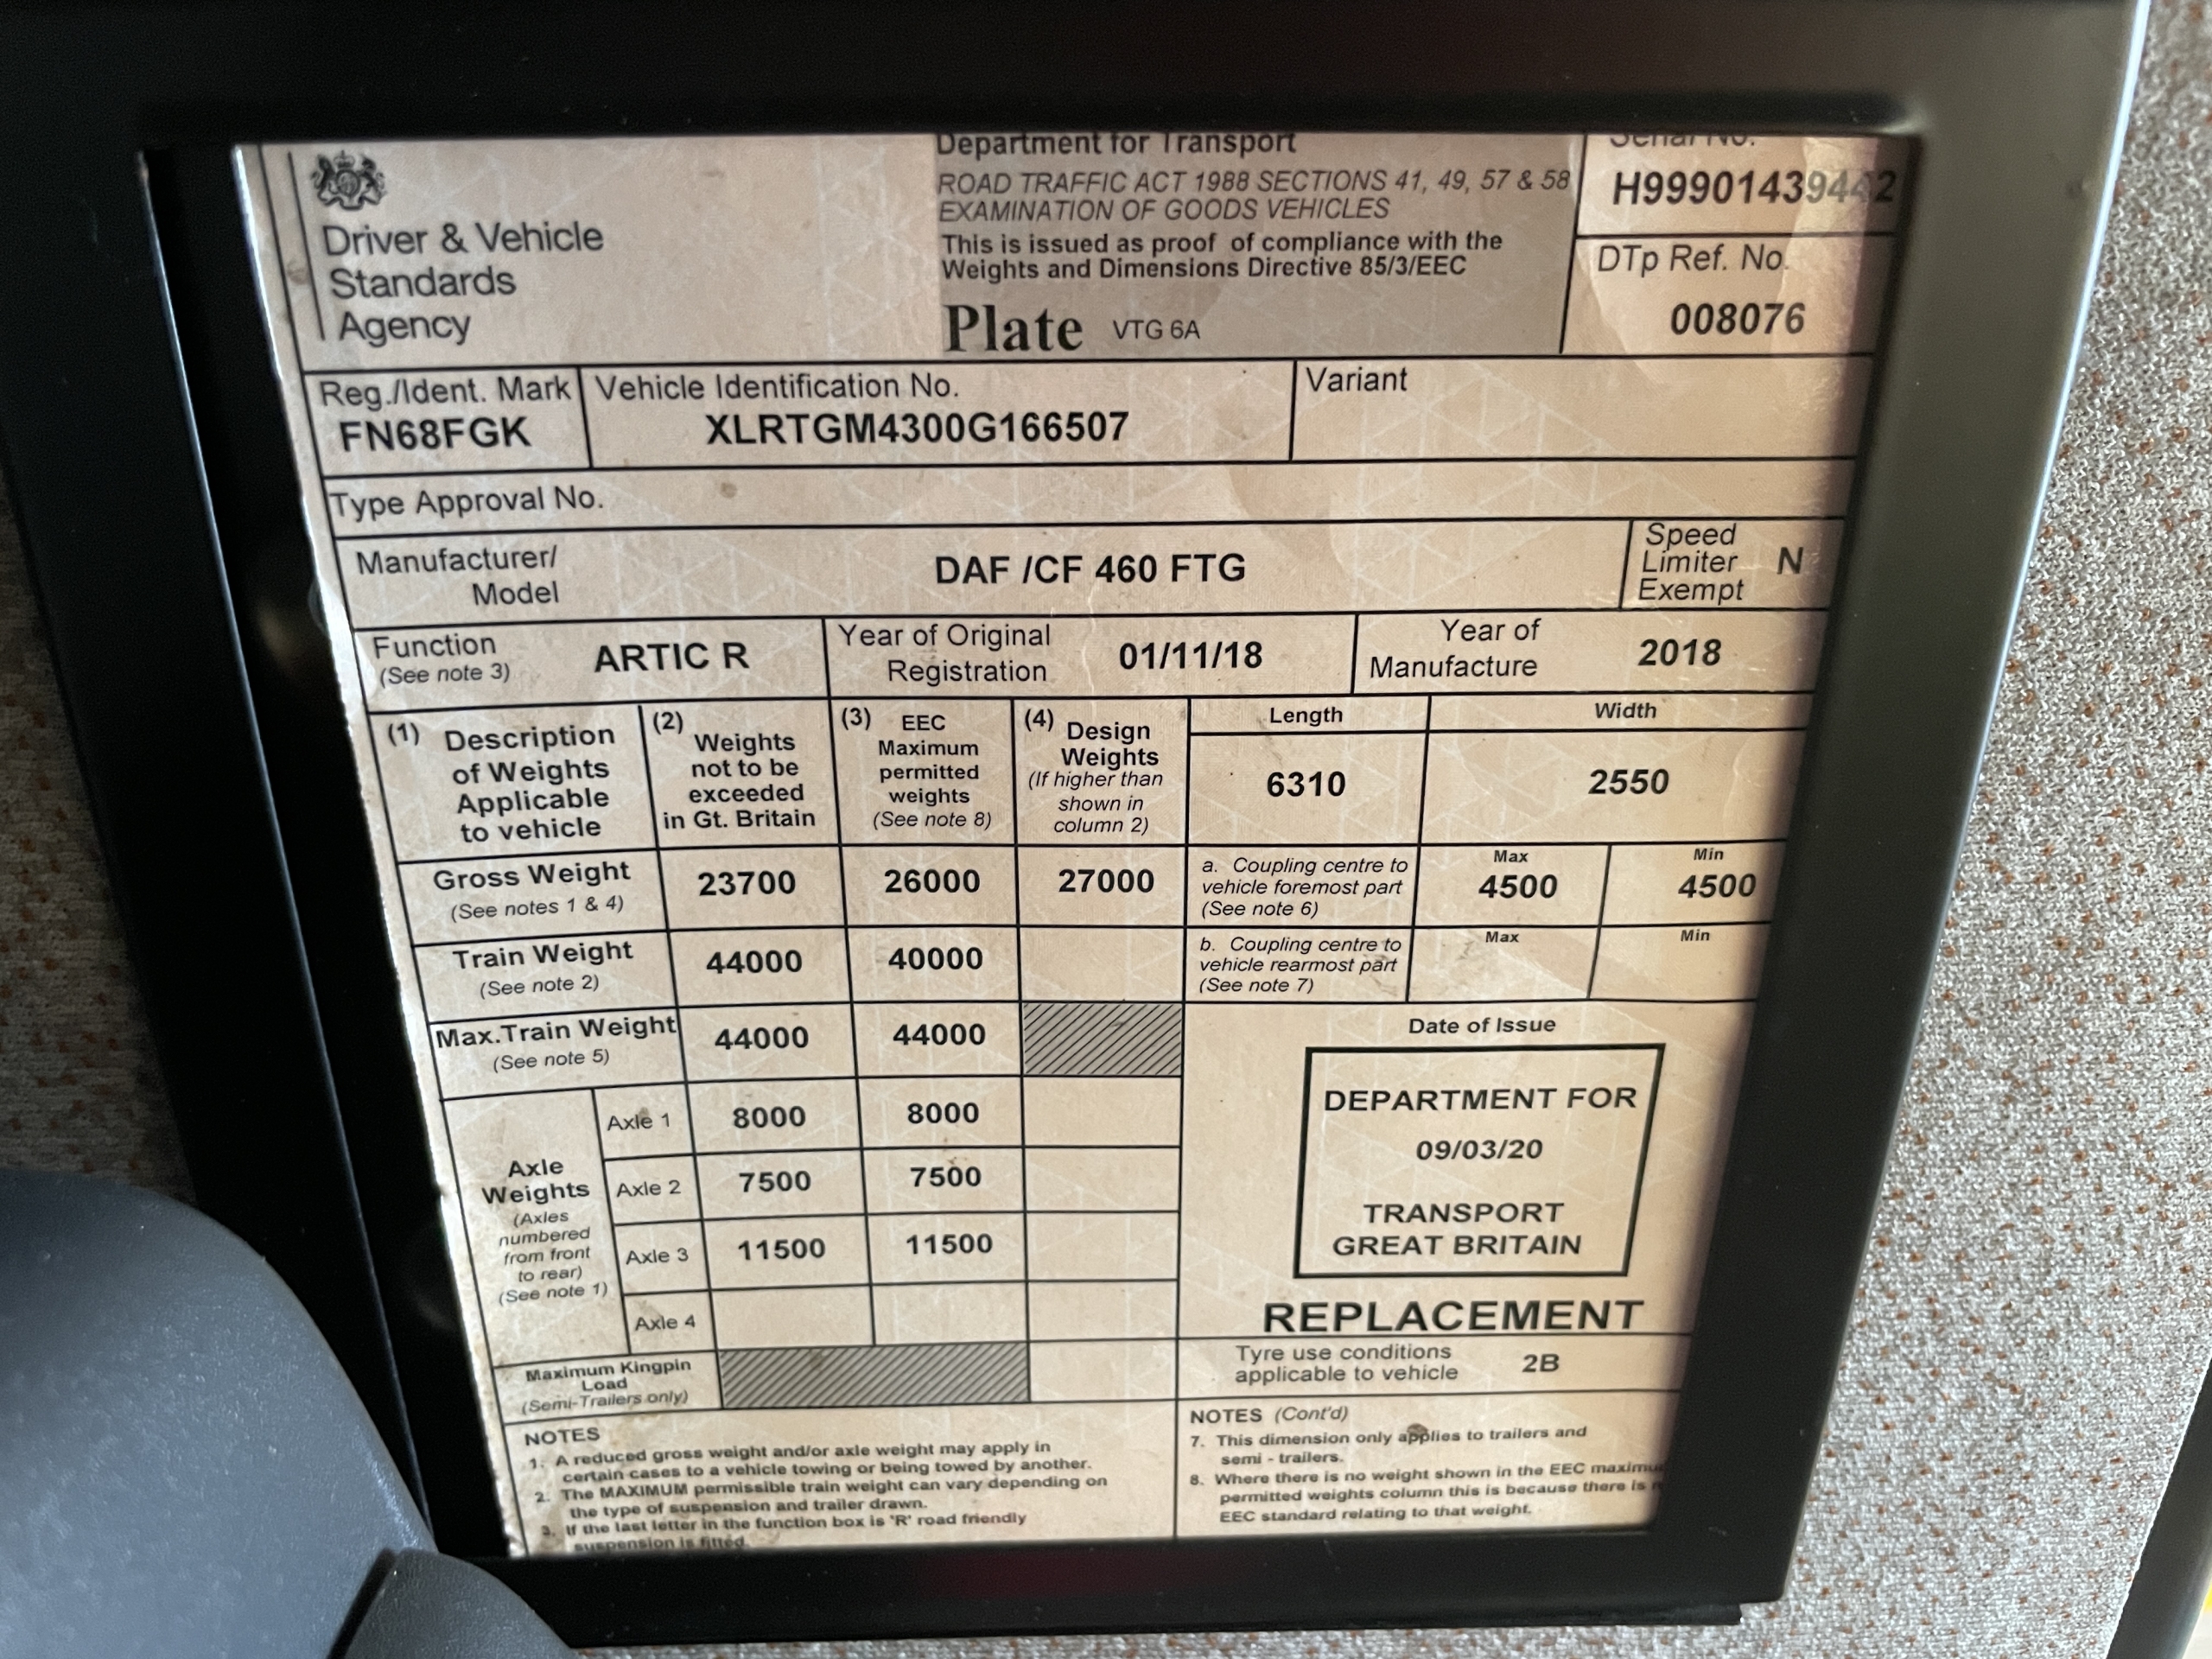 Department for Transport
ROAD TRAFFIC ACT 1988 SECTIONS 41, 49, 57 & 58
EXAMINATION OF GOODS VEHICLES
This is issued as proof of compliance with the
Weights and Dimensions Directive 85/3/EEC
Plate VTG 6A
Driver & Vehicle
Standards
Agency
Serial No.
H99901439442
DTp Ref. No.
008076
Reg./Ident. Mark
FN68FGK
Vehicle Identification No.
XLRTGM4300G166507
Variant
Type Approval No.
Manufacturer/
Model
DAF /CF 460 FTG
Speed
Limiter
Exempt
N
Function
(See note 3)
ARTIC R
Year of Original
Registration
01/11/18
Year of
Manufacture
2018
(1) Description
of Weights
Applicable
to vehicle
(2) Weights
not to be
exceeded
in Gt. Britain
(3) EEC
Maximum
permitted
weights
(See note 8)
(4) Design
Weights
(If higher than
shown in
column 2)
Length
6310
Width
2550
Gross Weight
(See notes 1 & 4)
23700
26000
27000
a. Coupling centre to
vehicle foremost part
(See note 6)
Max
4500
Min
4500
Train Weight
(See note 2)
44000
40000
b. Coupling centre to
vehicle rearmost part
(See note 7)
Max
Min
Max.Train Weight
(See note 5)
44000
44000
Axle
Weights
(Axles
numbered
from front
to rear)
(See note 1)
Axle 1
8000
8000
Axle 2
7500
7500
Axle 3
11500
11500
Axle 4
Maximum Kingpin
Load
(Semi-Trailers only)
Date of Issue
DEPARTMENT FOR
09/03/20
TRANSPORT
GREAT BRITAIN
REPLACEMENT
Tyre use conditions
applicable to vehicle
2B
NOTES
1. A reduced gross weight and/or axle weight may apply in
certain cases to a vehicle towing or being towed by another.
2. The MAXIMUM permissible train weight can vary depending on
the type of suspension and trailer drawn.
3. If the last letter in the function box is 'R' road friendly
suspension is fitted.
NOTES (Cont'd)
7. This dimension only applies to trailers and
semi - trailers.
8. Where there is no weight shown in the EEC
permitted weights column this is because there is
EEC standard relating to that weight.